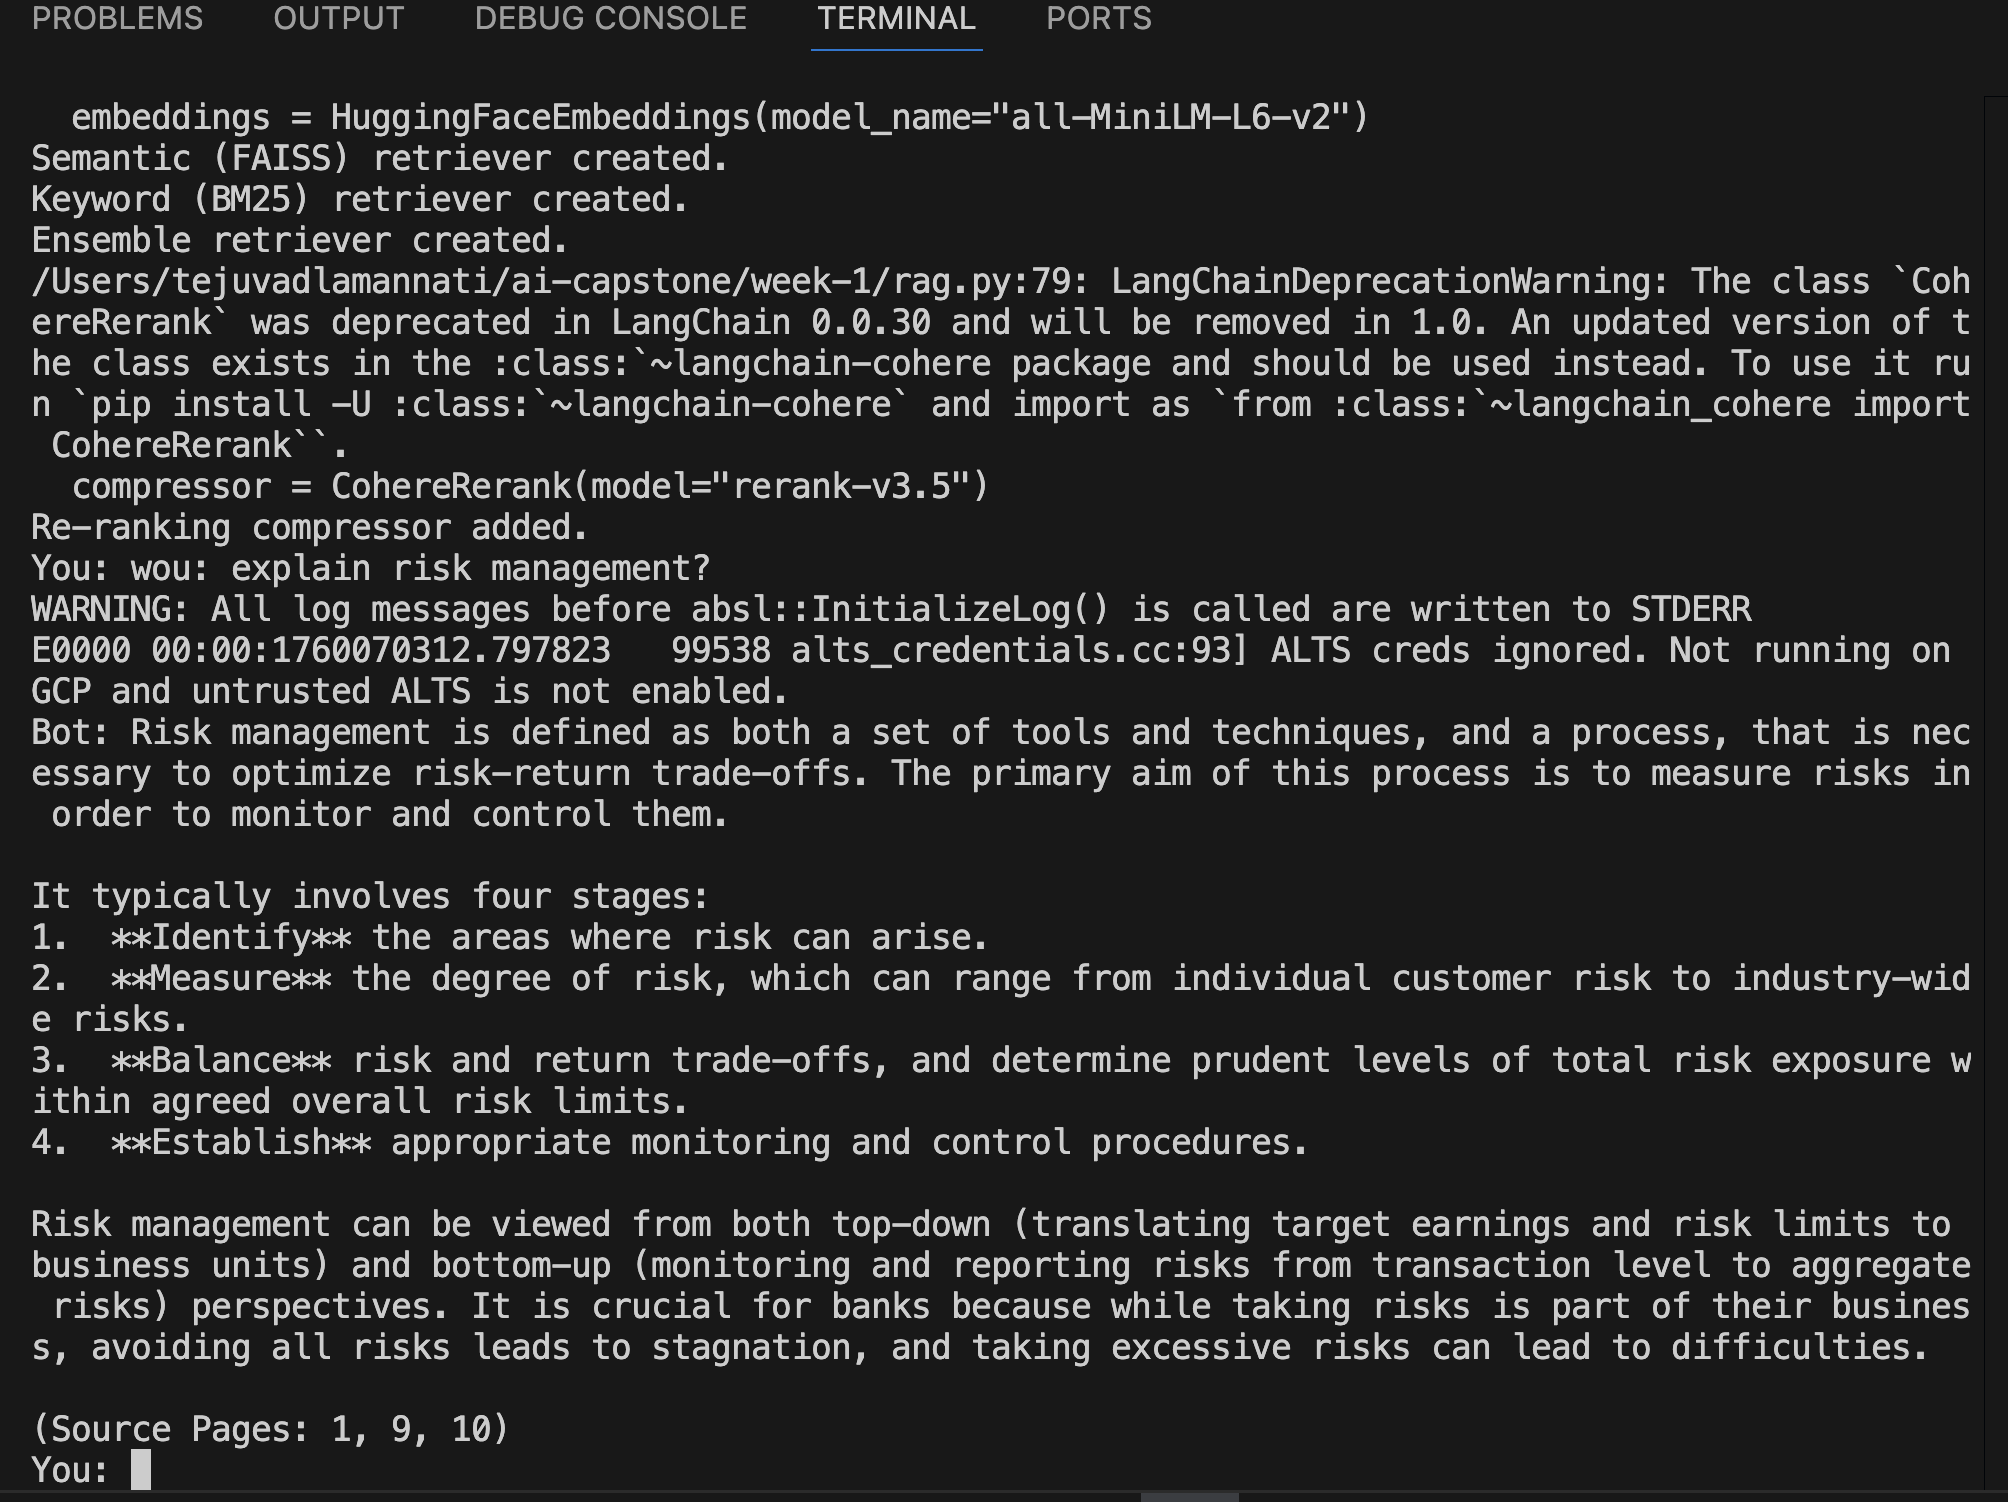 PROBLEMS OUTPUT DEBUG CONSOLE TERMINAL PORTS
  embeddings = HuggingFaceEmbeddings(model_name="all-MiniLM-L6-v2")
Semantic (FAISS) retriever created.
Keyword (BM25) retriever created.
Ensemble retriever created.
/Users/tejuvadlamannati/ai-capstone/week-1/rag.py:79: LangChainDeprecationWarning: The class `Coh
ereRerank` was deprecated in LangChain 0.0.30 and will be removed in 1.0. An updated version of t
he class exists in the :class:`~langchain-cohere package and should be used instead. To use it ru
n `pip install -U :class:`~langchain-cohere` and import as `from :class:`~langchain_cohere import
 CohereRerank``.
  compressor = CohereRerank(model="rerank-v3.5")
Re-ranking compressor added.
You: wou: explain risk management?
WARNING: All log messages before absl::InitializeLog() is called are written to STDERR
E0000 00:00:1760070312.797823   99538 alts_credentials.cc:93] ALTS creds ignored. Not running on
GCP and untrusted ALTS is not enabled.
Bot: Risk management is defined as both a set of tools and techniques, and a process, that is nec
essary to optimize risk-return trade-offs. The primary aim of this process is to measure risks in
 order to monitor and control them.
It typically involves four stages:
1.  **Identify** the areas where risk can arise.
2.  **Measure** the degree of risk, which can range from individual customer risk to industry-wid
e risks.
3.  **Balance** risk and return trade-offs, and determine prudent levels of total risk exposure w
ithin agreed overall risk limits.
4.  **Establish** appropriate monitoring and control procedures.
Risk management can be viewed from both top-down (translating target earnings and risk limits to
business units) and bottom-up (monitoring and reporting risks from transaction level to aggregate
 risks) perspectives. It is crucial for banks because while taking risks is part of their busines
s, avoiding all risks leads to stagnation, and taking excessive risks can lead to difficulties.
(Source Pages: 1, 9, 10)
You: